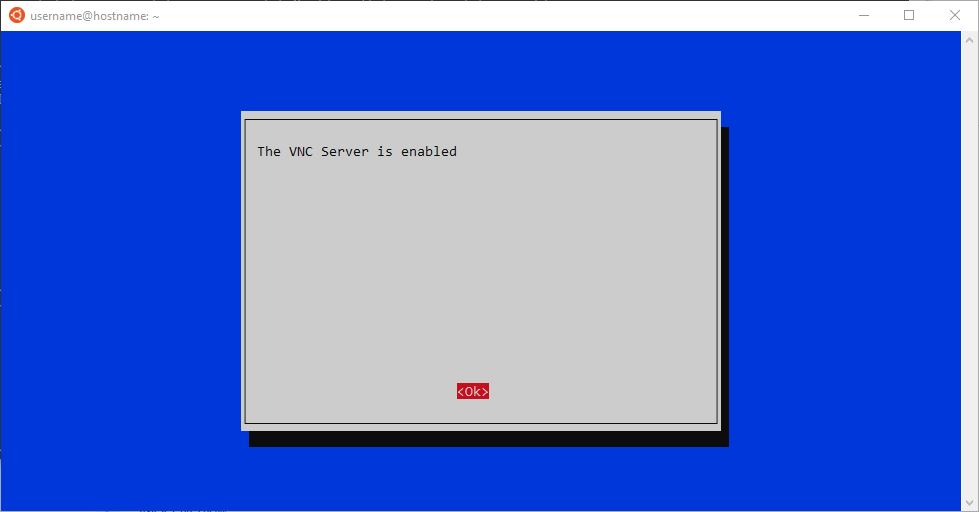 username@hostname: ~
The VNC Server is enabled
<Ok>